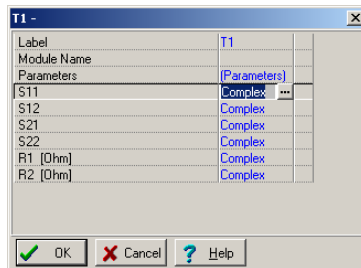 T1 -
Label T1
Module Name
Parameters (Parameters)
S11 Complex ...
S12 Complex
S21 Complex
S22 Complex
R1 [Ohm] Complex
R2 [Ohm] Complex
OK Cancel ? Help